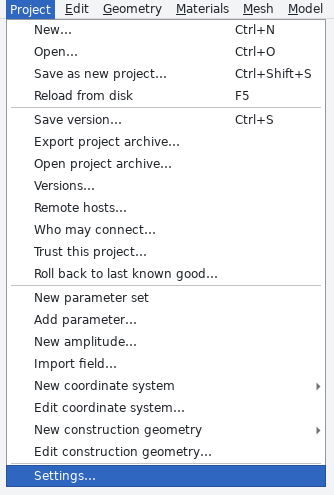 Project Edit Geometry Materials Mesh Model
New... Ctrl+N
Open... Ctrl+O
Save as new project... Ctrl+Shift+S
Reload from disk F5
Save version... Ctrl+S
Export project archive...
Open project archive...
Versions...
Remote hosts...
Who may connect...
Trust this project...
Roll back to last known good...
New parameter set
Add parameter...
New amplitude...
Import field...
New coordinate system
Edit coordinate system...
New construction geometry
Edit construction geometry...
Settings...